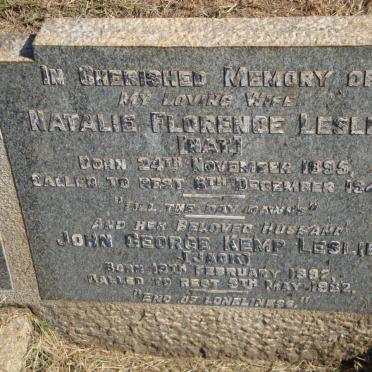 IN CHERISHED MEMORY OF
MY LOVING WIFE
NATALIE FLORENCE LESLIE
[NAT]
BORN 24TH NOVEMBER 1895.
CALLED TO REST DECEMBER
"TILL THE DAY DAWNS"
AND HER BELOVED HUSBAND
JOHN GEORGE KEMP LESLIE
[JACK]
BORN 19TH FEBRUARY 1892.
CALLED TO REST 9TH MAY 1982.
"END OF LONELINESS."